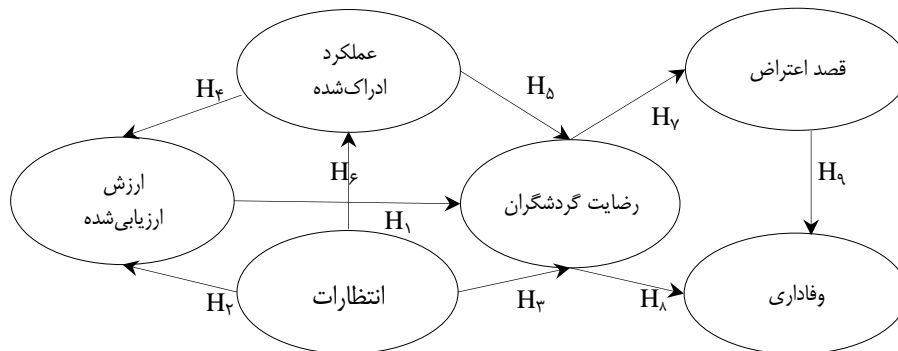 عملکرد
ادراک‌شده
قصد اعتراض
H۴
H۵
H۷
ارزش
ارزیابی‌شده
H۶
رضایت گردشگران
H۹
H۱
انتظارات
وفاداری
H۲
H۳
H۸